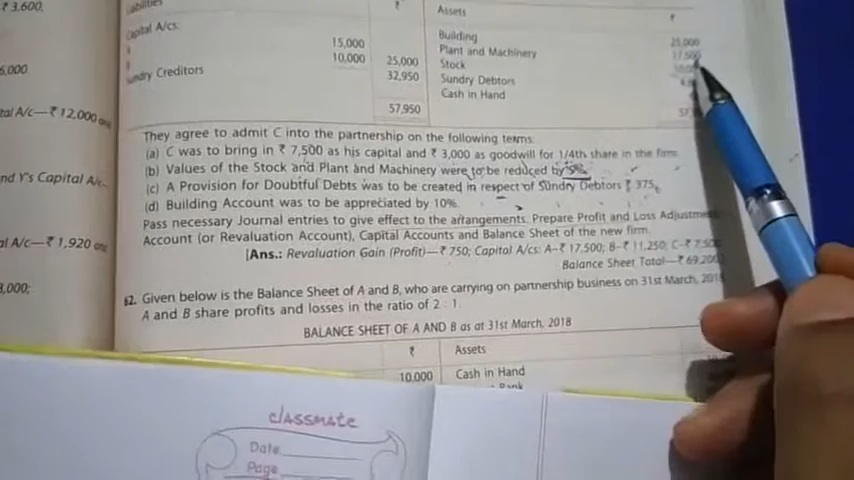 ₹ 3,600,
Liabilities ₹ Assets ₹
Capital A/cs:
15,000 Building 25,000
10,000 25,000 Plant and Machinery 17,500
Sundry Creditors 32,950 Stock
Sundry Debtors
57,950 Cash in Hand
6,000
tal A/c—₹ 12,000 and
nd Y's Capital A/c
al A/c—₹ 1,920 and
3,000;
They agree to admit C into the partnership on the following terms:
(a) C was to bring in ₹ 7,500 as his capital and ₹ 3,000 as goodwill for 1/4th share in the firm.
(b) Values of the Stock and Plant and Machinery were to be reduced by 5%.
(c) A Provision for Doubtful Debts was to be created in respect of Sundry Debtors ₹ 375.
(d) Building Account was to be appreciated by 10%.
Pass necessary Journal entries to give effect to the arrangements. Prepare Profit and Loss Adjustment
Account (or Revaluation Account), Capital Accounts and Balance Sheet of the new firm.
[Ans.: Revaluation Gain (Profit)—₹ 750; Capital A/cs: A–₹ 17,500; B–₹ 11,250; C–₹ 7,500
Balance Sheet Total—₹ 69,200
62. Given below is the Balance Sheet of A and B, who are carrying on partnership business on 31st March, 2018
A and B share profits and losses in the ratio of 2 : 1.
BALANCE SHEET OF A AND B as at 31st March, 2018
₹ Assets
10,000 Cash in Hand
classmate
Date
Page